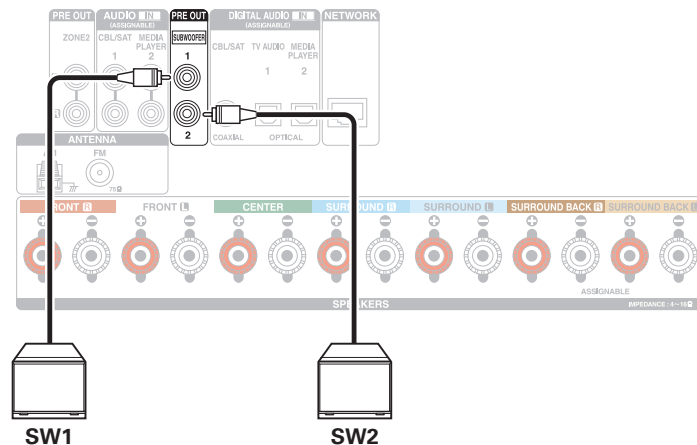 PRE OUT AUDIO IN PRE OUT DIGITAL AUDIO IN NETWORK
(ASSIGNABLE) (ASSIGNABLE)
ZONE2 CBL/SAT MEDIA PLAYER SUBWOOFER CBL/SAT TV AUDIO MEDIA PLAYER
1 2 1 1 2
R
2 COAXIAL OPTICAL
ANTENNA
FM
75Ω
FRONT R FRONT L CENTER SURROUND R SURROUND L SURROUND BACK R SURROUND BACK L
ASSIGNABLE
SPEAKERS IMPEDANCE : 4~16Ω
SW1 SW2